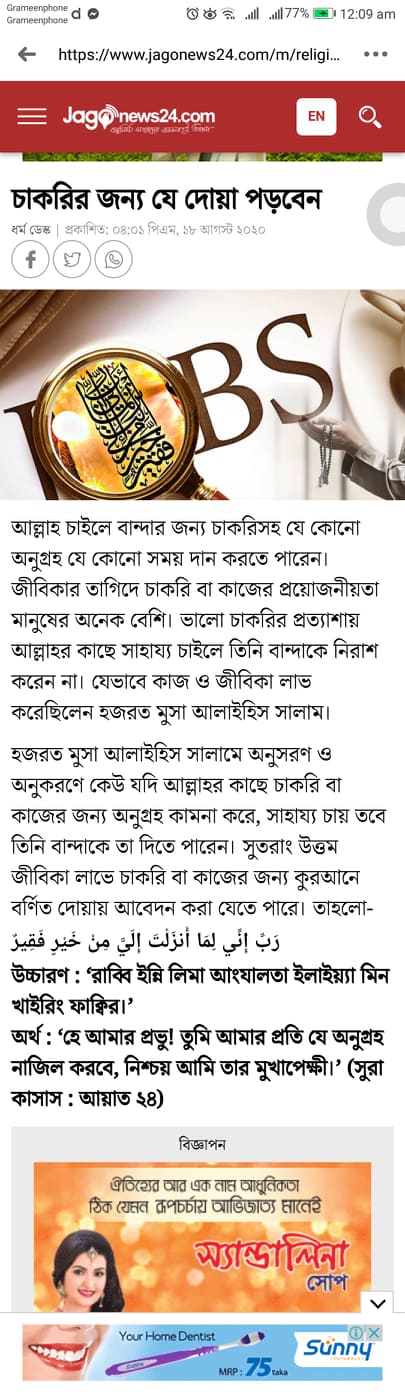 Grameenphone
Grameenphone
77% 12:09 am
https://www.jagonews24.com/m/religi...
Jagonews24.com
EN
চাকরির জন্য যে দোয়া পড়বেন
ধর্ম ডেস্ক | প্রকাশিত: ০৪:০১ পিএম, ১৮ আগস্ট ২০২০
BS
আল্লাহ চাইলে বান্দার জন্য চাকরিসহ যে কোনো
অনুগ্রহ যে কোনো সময় দান করতে পারেন।
জীবিকার তাগিদে চাকরি বা কাজের প্রয়োজনীয়তা
মানুষের অনেক বেশি। ভালো চাকরির প্রত্যাশায়
আল্লাহর কাছে সাহায্য চাইলে তিনি বান্দাকে নিরাশ
করেন না। যেভাবে কাজ ও জীবিকা লাভ
করেছিলেন হজরত মুসা আলাইহিস সালাম।
হজরত মুসা আলাইহিস সালামে অনুসরণ ও
অনুকরণে কেউ যদি আল্লাহর কাছে চাকরি বা
কাজের জন্য অনুগ্রহ কামনা করে, সাহায্য চায় তবে
তিনি বান্দাকে তা দিতে পারেন। সুতরাং উত্তম
জীবিকা লাভে চাকরি বা কাজের জন্য কুরআনে
বর্ণিত দোয়ায় আবেদন করা যেতে পারে। তাহলো-
رَبِّ إِنِّي لِمَا أَنزَلْتَ إِلَيَّ مِنْ خَيْرٍ فَقِيرٌ
উচ্চারণ : ‘রাব্বি ইন্নি লিমা আংযালতা ইলাইয়্যা মিন
খাইরিং ফাক্বির।’
অর্থ : ‘হে আমার প্রভু! তুমি আমার প্রতি যে অনুগ্রহ
নাজিল করবে, নিশ্চয় আমি তার মুখাপেক্ষী।’ (সুরা
কাসাস : আয়াত ২৪)
বিজ্ঞাপন
ঐতিহ্যের আর এক নাম আধুনিকতা
ঠিক যেমন রূপচর্চায় আভিজাত্য মানেই
স্যান্ডালিনা
সোপ
Your Home Dentist
MRP : 75 taka
Sunny
TOOTHBRUSH